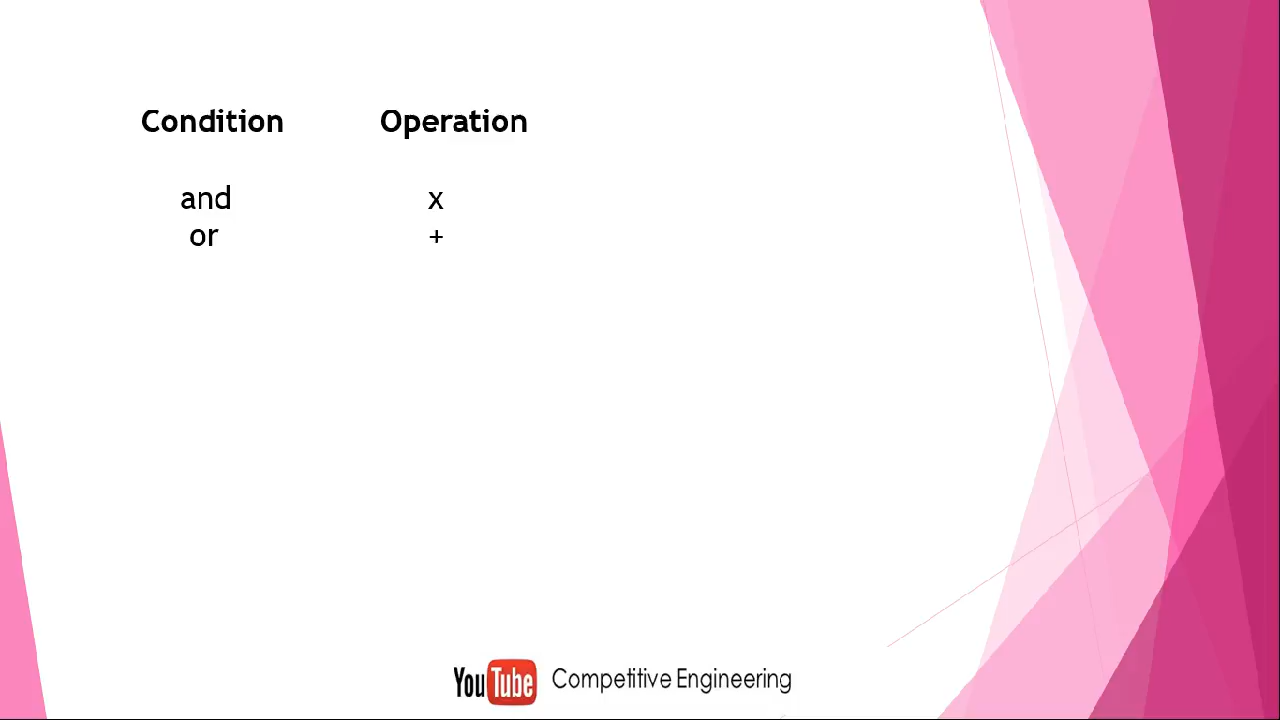 Condition Operation
and x
or +
YouTube Competitive Engineering